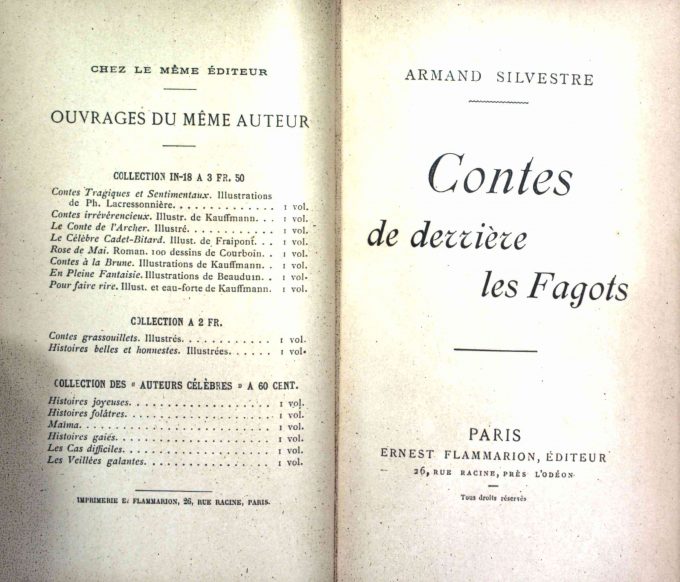 CHEZ LE MÊME ÉDITEUR
OUVRAGES DU MÊME AUTEUR
COLLECTION IN-18 A 3 FR. 50
Contes Tragiques et Sentimentaux. Illustrations
de Ph. Lacressonnière. . . . . . . . . . . . . . 1 vol.
Contes irrévérencieux. Illustr. de Kauffmann. . . 1 vol.
Le Conte de l'Archer. Illustré. . . . . . . . . . . 1 vol.
Le Célèbre Cadet-Bitard. Illust. de Fraipont. . . 1 vol.
Rose de Mai. Roman. 100 dessins de Courboin. . 1 vol.
Contes à la Brune. Illustrations de Kauffmann. . 1 vol.
En Pleine Fantaisie. Illustrations de Beauduin. . 1 vol.
Pour faire rire. Illust. et eau-forte de Kauffmann. 1 vol.
COLLECTION A 2 FR.
Contes grassouillets. Illustrés. . . . . . . . . . . . 1 vol.
Histoires belles et honnestes. Illustrées. . . . . . 1 vol.
COLLECTION DES « AUTEURS CÉLÈBRES » A 60 CENT.
Histoires joyeuses. . . . . . . . . . . . . . . . . . 1 vol.
Histoires folâtres. . . . . . . . . . . . . . . . . . 1 vol.
Maïma. . . . . . . . . . . . . . . . . . . . . . . 1 vol.
Histoires gaies. . . . . . . . . . . . . . . . . . . 1 vol.
Les Cas difficiles. . . . . . . . . . . . . . . . . . 1 vol.
Les Veillées galantes. . . . . . . . . . . . . . . . 1 vol.
IMPRIMERIE E. FLAMMARION, 26, RUE RACINE, PARIS.
ARMAND SILVESTRE
Contes
de derrière
les Fagots
PARIS
ERNEST FLAMMARION, ÉDITEUR
26, RUE RACINE, PRÈS L'ODÉON
Tous droits réservés